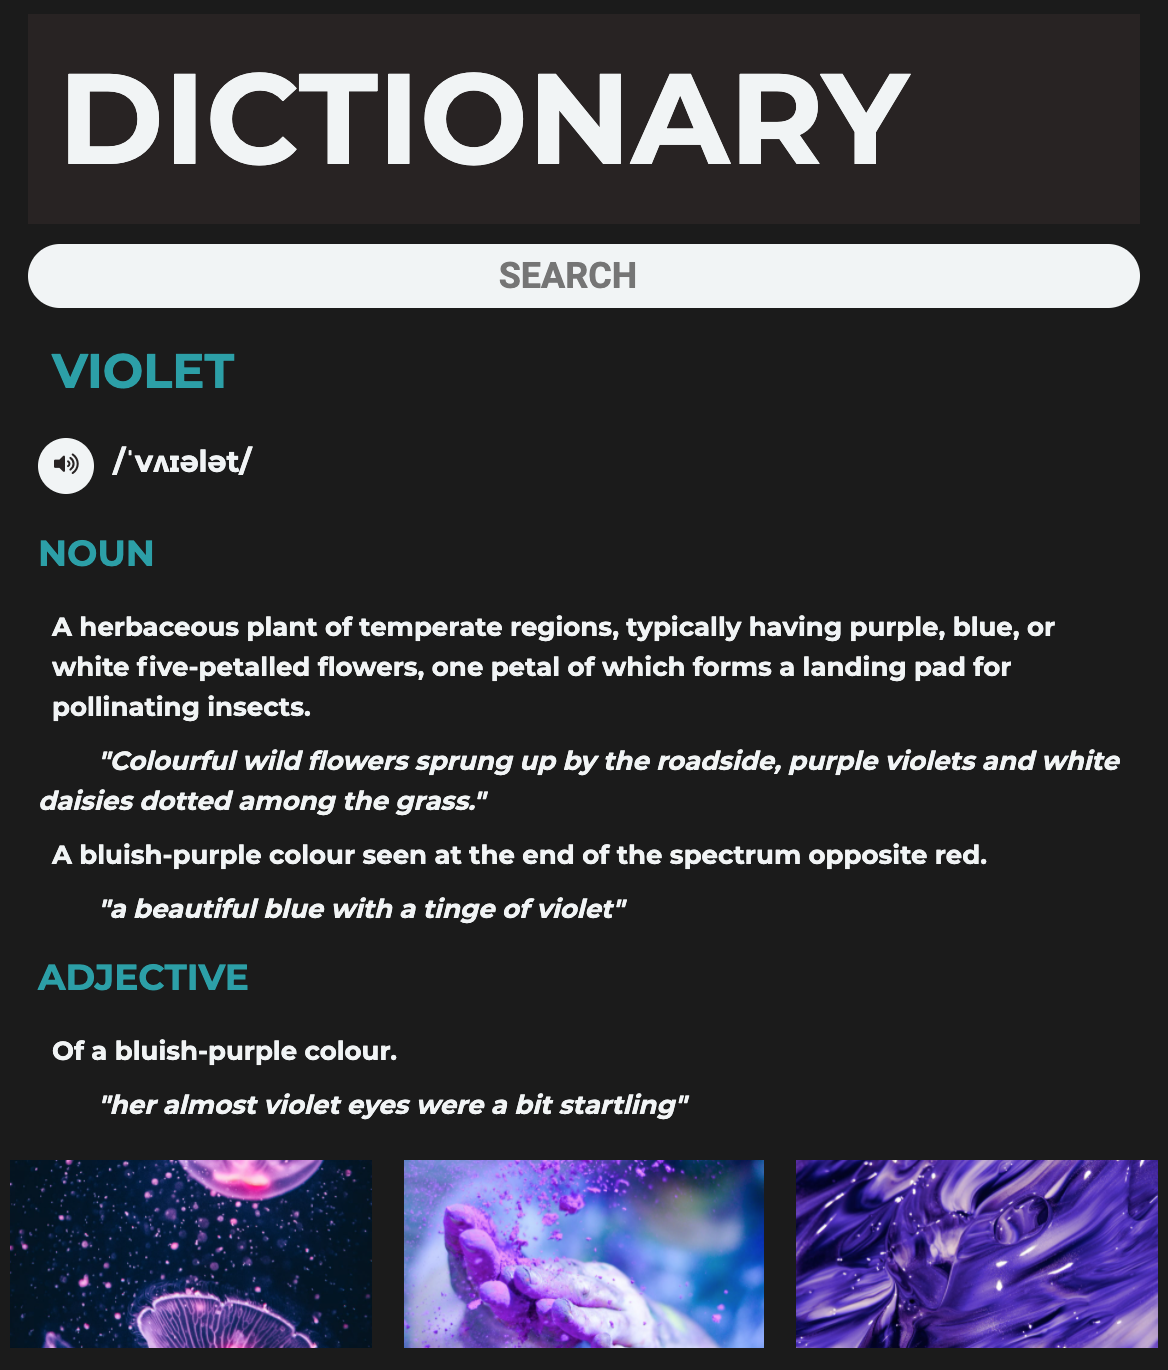 DICTIONARY
SEARCH
VIOLET
/ˈvʌɪələt/
NOUN
A herbaceous plant of temperate regions, typically having purple, blue, or
white five-petalled flowers, one petal of which forms a landing pad for
pollinating insects.
"Colourful wild flowers sprung up by the roadside, purple violets and white
daisies dotted among the grass."
A bluish-purple colour seen at the end of the spectrum opposite red.
"a beautiful blue with a tinge of violet"
ADJECTIVE
Of a bluish-purple colour.
"her almost violet eyes were a bit startling"